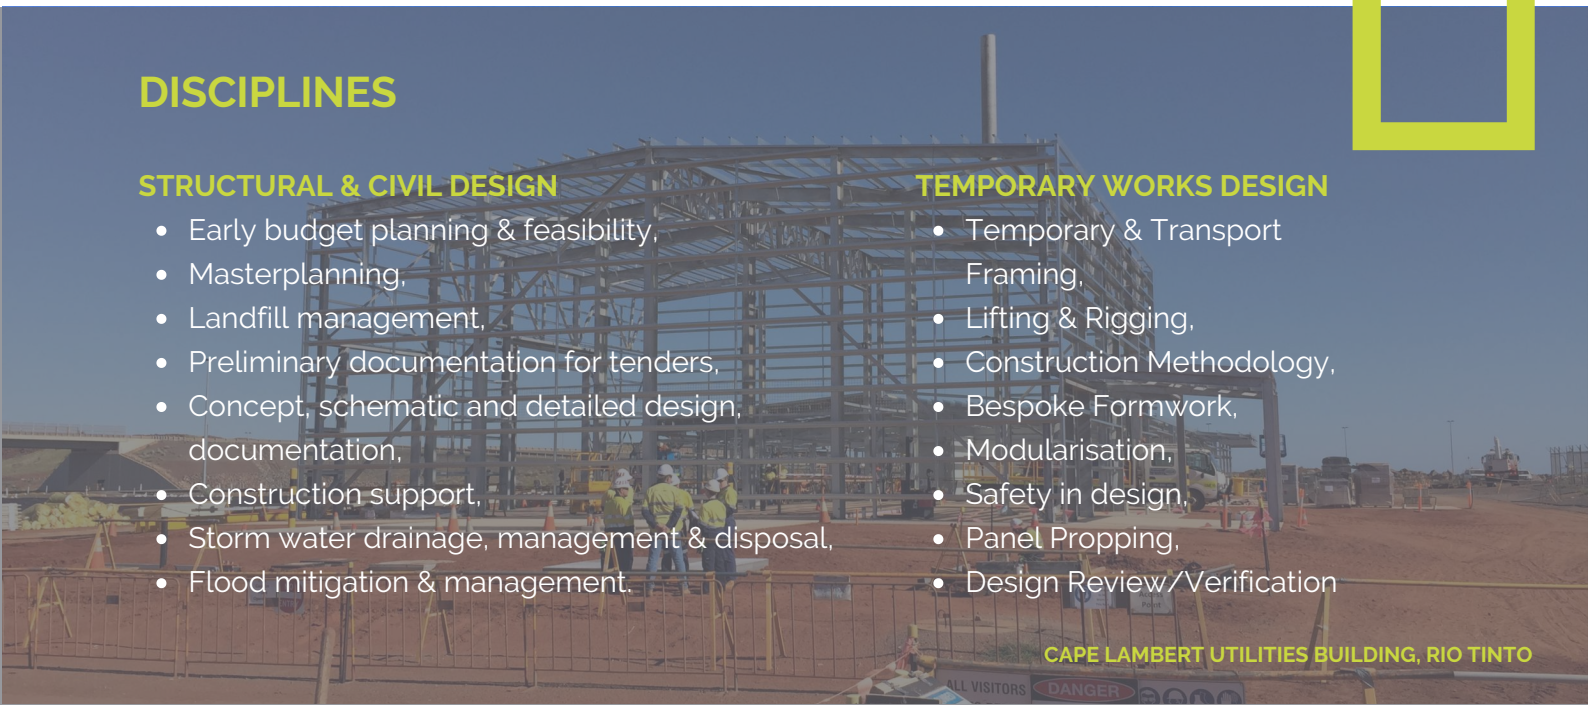 DISCIPLINES
STRUCTURAL & CIVIL DESIGN
• Early budget planning & feasibility,
• Masterplanning,
• Landfill management,
• Preliminary documentation for tenders,
• Concept, schematic and detailed design,
documentation,
• Construction support,
• Storm water drainage, management & disposal,
• Flood mitigation & management.
TEMPORARY WORKS DESIGN
• Temporary & Transport
Framing,
• Lifting & Rigging,
• Construction Methodology,
• Bespoke Formwork,
• Modularisation,
• Safety in design,
• Panel Propping,
• Design Review/Verification
CAPE LAMBERT UTILITIES BUILDING, RIO TINTO
Point
ALL VISITORS
DANGER